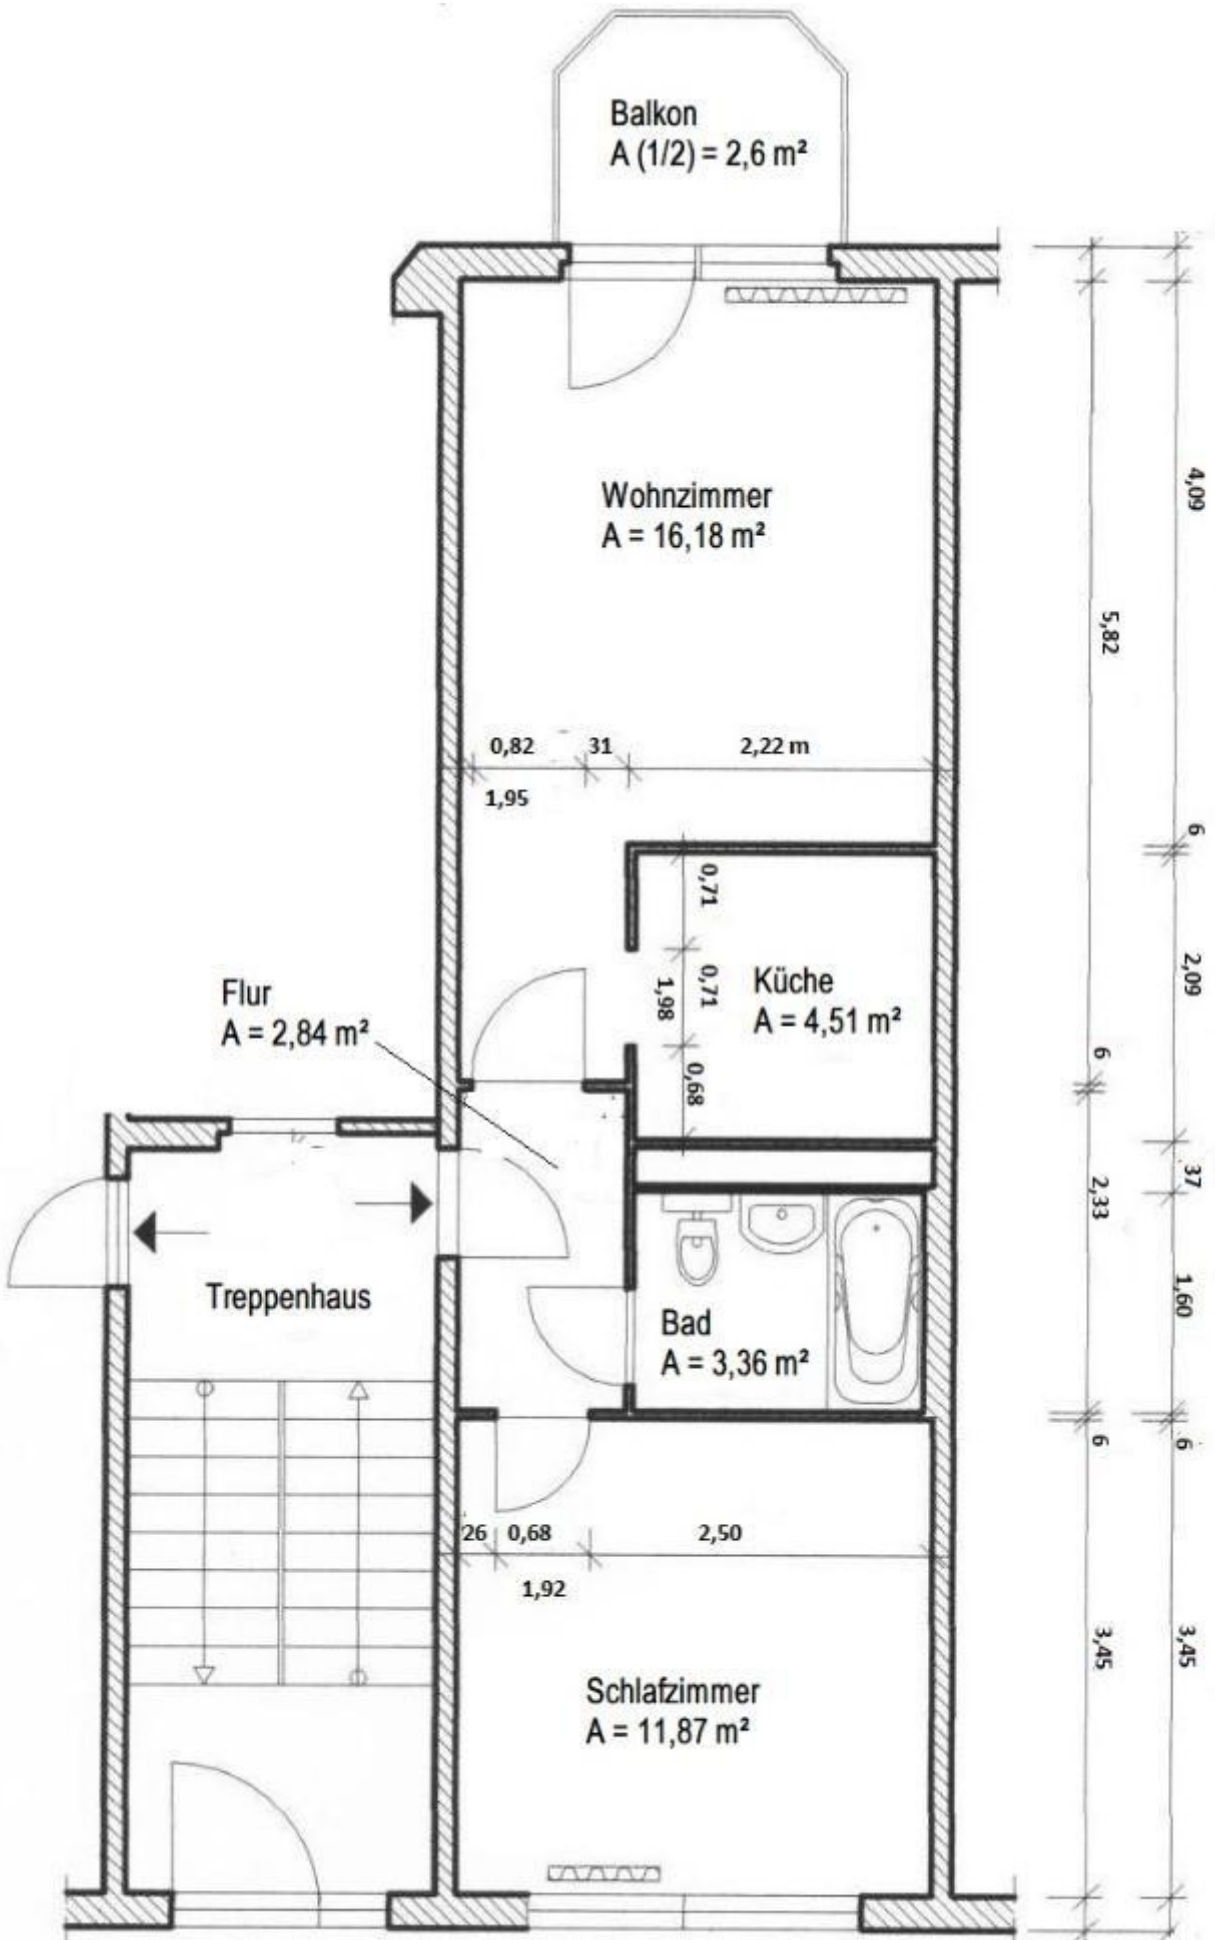 Balkon
A (1/2) = 2,6 m²
Wohnzimmer
A = 16,18 m²
4,09
5,82
0,82
31
2,22 m
1,95
6
0,71
0,71
1,98
0,68
Küche
A = 4,51 m²
2,09
Flur
A = 2,84 m²
6
37
2,33
Treppenhaus
Bad
A = 3,36 m²
1,60
6
6
26
0,68
2,50
1,92
3,45
3,45
Schlafzimmer
A = 11,87 m²